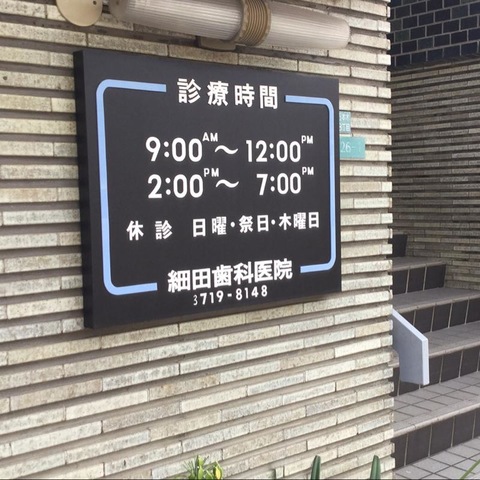 診療時間
9:00AM〜12:00PM
2:00PM〜7:00PM
休診 日曜・祭日・木曜日
細田歯科医院
3719-8148
26